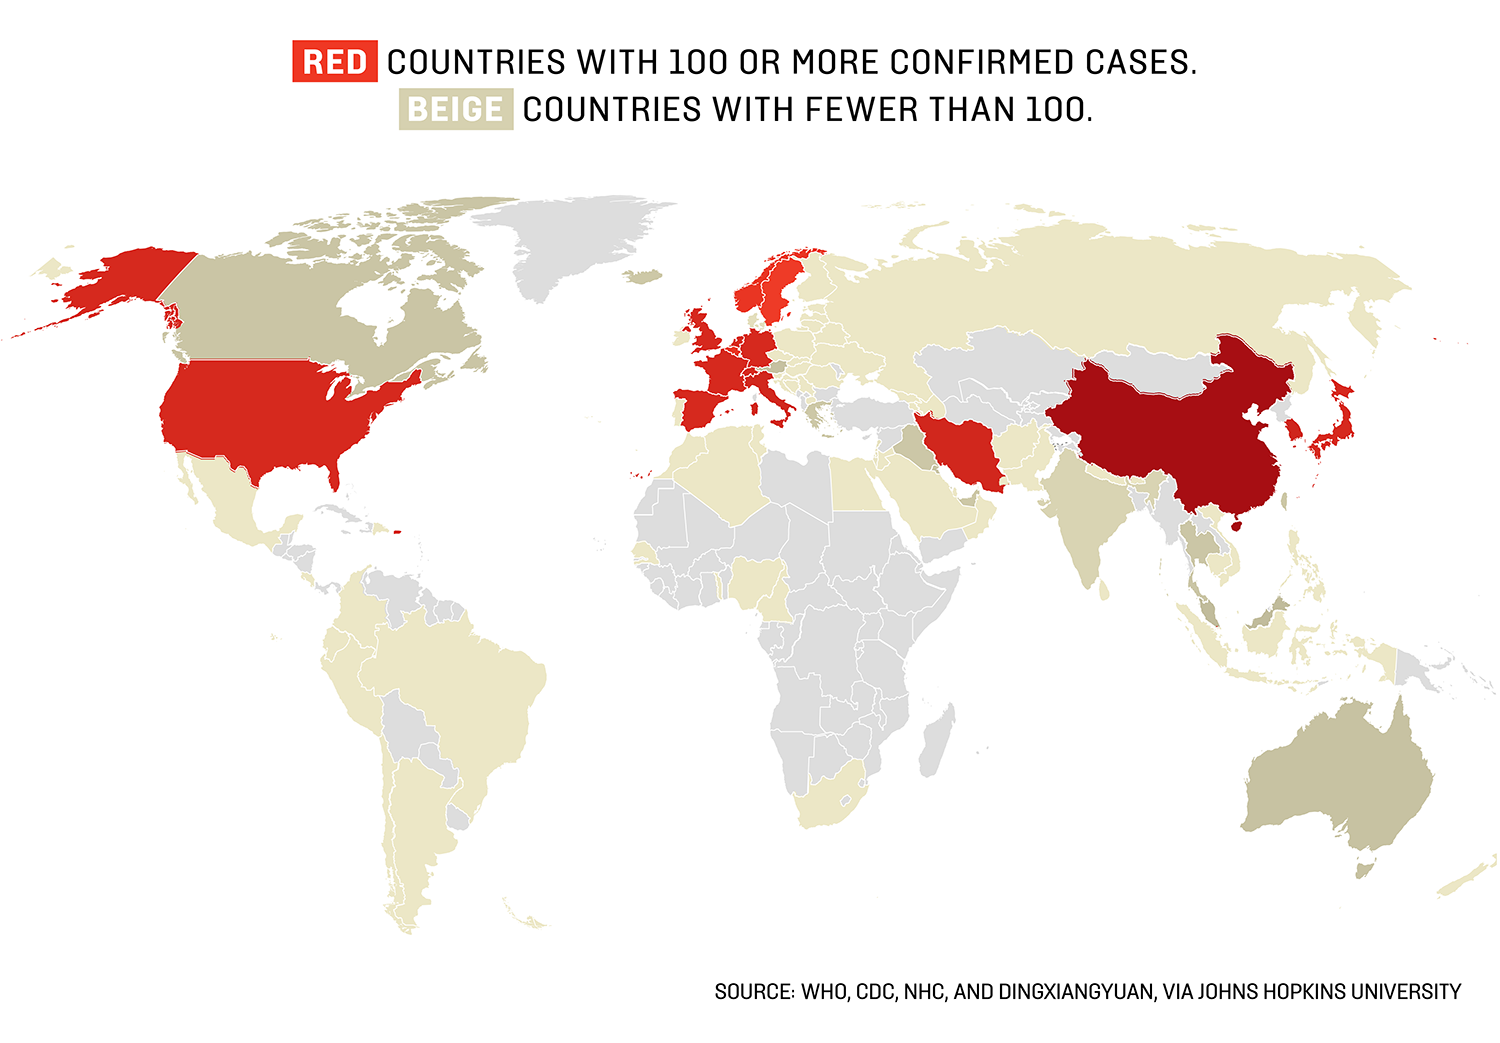 RED COUNTRIES WITH 100 OR MORE CONFIRMED CASES.
BEIGE COUNTRIES WITH FEWER THAN 100.
SOURCE: WHO, CDC, NHC, AND DINGXIANGYUAN, VIA JOHNS HOPKINS UNIVERSITY